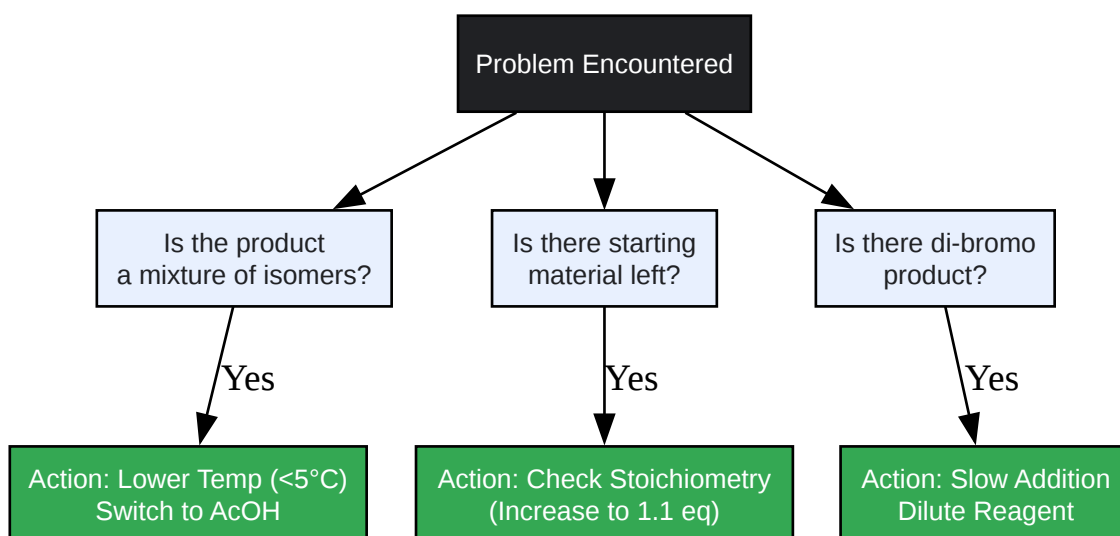 Problem Encountered
Is the product
a mixture of isomers?
Is there starting
material left?
Is there di-bromo
product?
Yes
Yes
Yes
Action: Lower Temp (<5°C)
Switch to AcOH
Action: Check Stoichiometry
(Increase to 1.1 eq)
Action: Slow Addition
Dilute Reagent